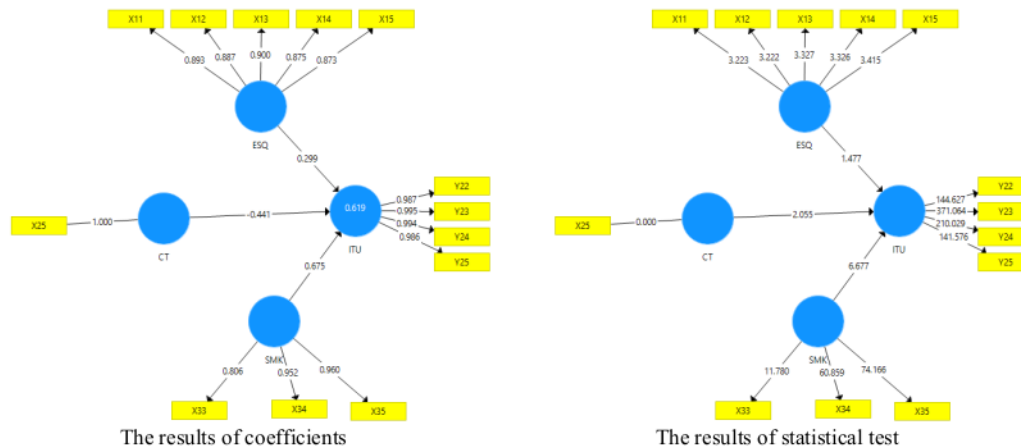 X11 X12 X13 X14 X15
0.893 0.887 0.900 0.875 0.873
ESQ
0.299
X25 1.000 CT -0.441 0.619 ITU
0.987 Y22
0.995 Y23
0.994 Y24
0.986 Y25
0.675
SMK
0.806 0.952 0.960
X33 X34 X35
The results of coefficients
X11 X12 X13 X14 X15
3.223 3.222 3.327 3.326 3.415
ESQ
1.477
X25 0.000 CT 2.055 ITU
144.627 Y22
371.064 Y23
210.029 Y24
141.576 Y25
6.677
SMK
11.780 60.859 74.166
X33 X34 X35
The results of statistical test